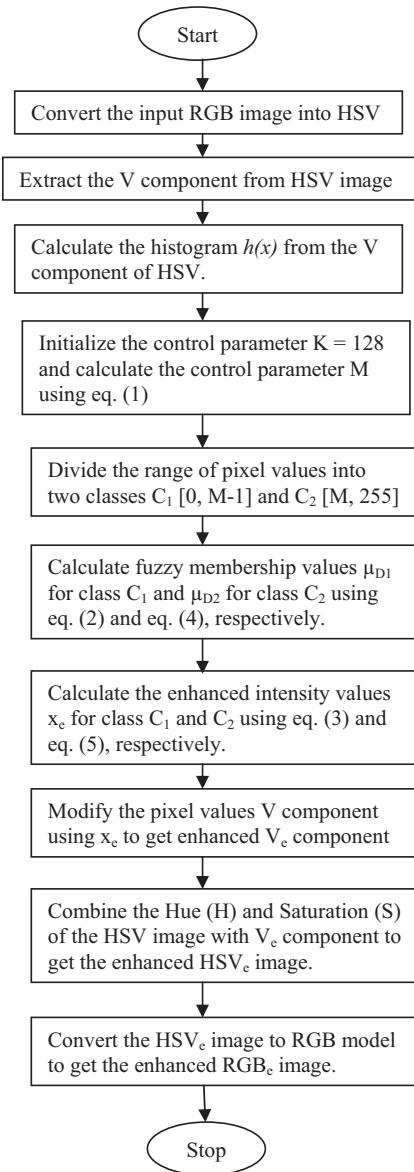 Start
Convert the input RGB image into HSV
Extract the V component from HSV image
Calculate the histogram h(x) from the V
component of HSV.
Initialize the control parameter K = 128
and calculate the control parameter M
using eq. (1)
Divide the range of pixel values into
two classes C₁ [0, M-1] and C₂ [M, 255]
Calculate fuzzy membership values μ_D1
for class C₁ and μ_D2 for class C₂ using
eq. (2) and eq. (4), respectively.
Calculate the enhanced intensity values
xₑ for class C₁ and C₂ using eq. (3) and
eq. (5), respectively.
Modify the pixel values V component
using xₑ to get enhanced Vₑ component
Combine the Hue (H) and Saturation (S)
of the HSV image with Vₑ component to
get the enhanced HSVₑ image.
Convert the HSVₑ image to RGB model
to get the enhanced RGBₑ image.
Stop